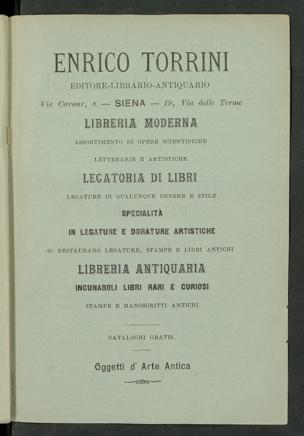 ENRICO TORRINI
EDITORE-LIBRARIO-ANTIQUARIO
Via Cavour, 8 — SIENA — 19, Via delle Terme
LIBRERIA MODERNA
ASSORTIMENTO DI OPERE SCIENTIFICHE
LETTERARIE E ARTISTICHE
LEGATORIA DI LIBRI
LEGATURE DI QUALUNQUE GENERE E STILE
SPECIALITÀ
IN LEGATURE E DORATURE ARTISTICHE
SI RESTAURANO LEGATURE, STAMPE E LIBRI ANTICHI
LIBRERIA ANTIQUARIA
INCUNABOLI LIBRI RARI E CURIOSI
STAMPE E MANOSCRITTI ANTICHI
CATALOGHI GRATIS.
Oggetti d' Arte Antica